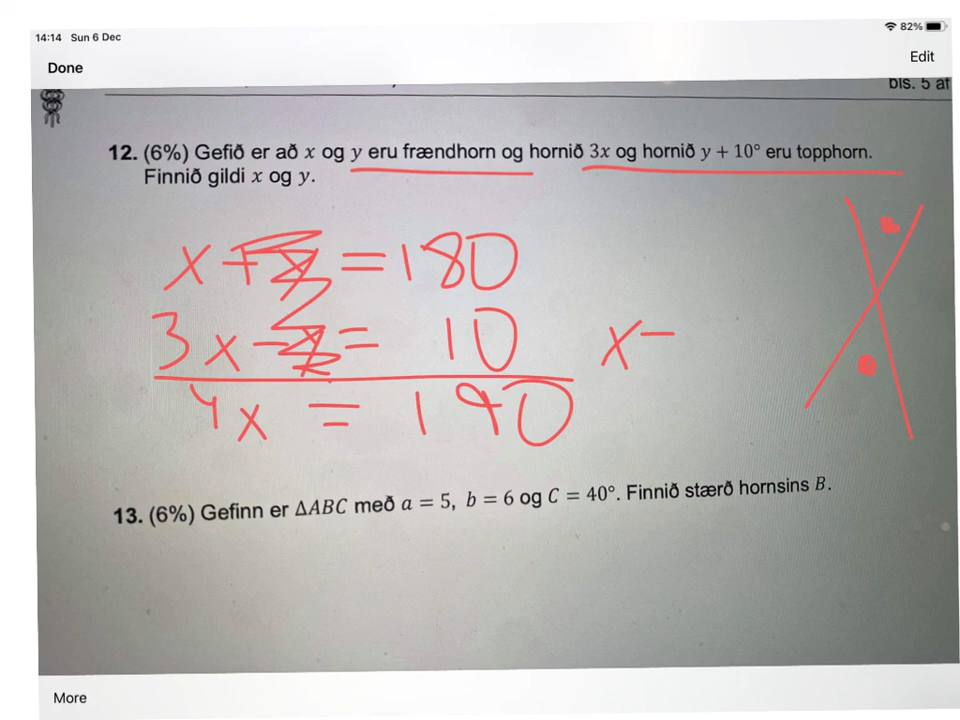 14:14 Sun 6 Dec 82%
Done Edit
bls. 5 af
12. (6%) Gefið er að x og y eru frændhorn og hornið 3x og hornið y + 10° eru topphorn.
Finnið gildi x og y.
x + y = 180
3x - y = 10 x-
4x = 190
13. (6%) Gefinn er ΔABC með a = 5, b = 6 og C = 40°. Finnið stærð hornsins B.
More